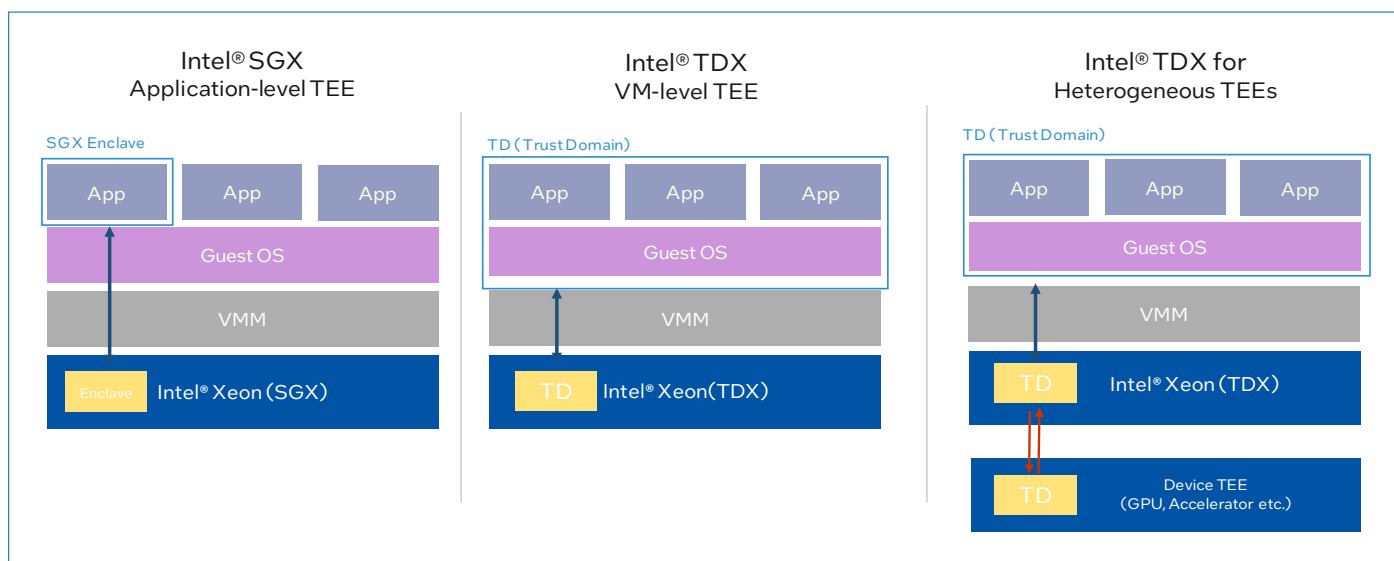 Intel® SGX
Application-level TEE
SGX Enclave
App
App
App
Guest OS
VMM
Enclave
Intel® Xeon (SGX)
Intel® TDX
VM-level TEE
TD (Trust Domain)
App
App
App
Guest OS
VMM
TD
Intel® Xeon(TDX)
Intel® TDX for
Heterogeneous TEEs
TD (Trust Domain)
App
App
App
Guest OS
VMM
TD
Intel® Xeon (TDX)
TD
Device TEE
(GPU, Accelerator etc.)